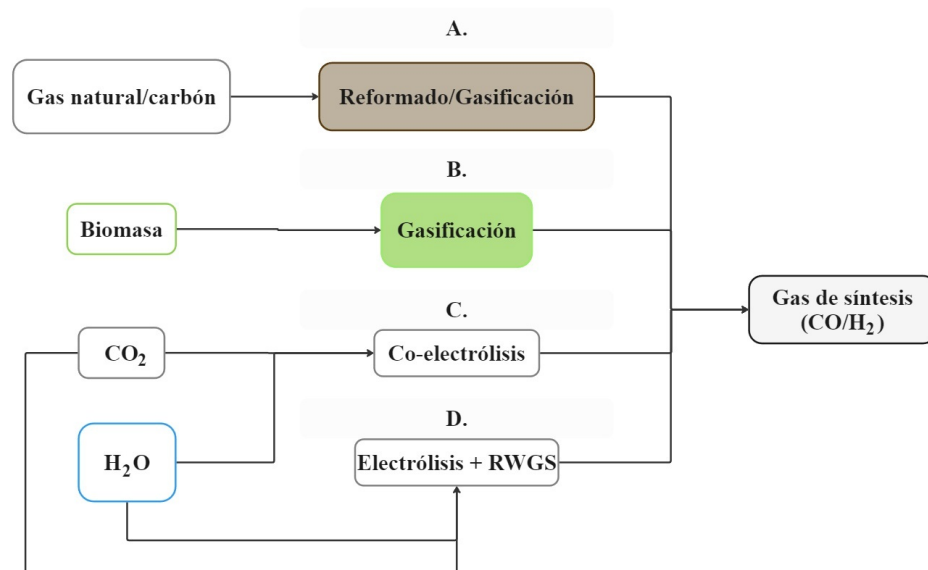 A.
Gas natural/carbón
Reformado/Gasificación
B.
Biomasa
Gasificación
Gas de síntesis
(CO/H₂)
C.
CO₂
Co-electrólisis
D.
H₂O
Electrólisis + RWGS